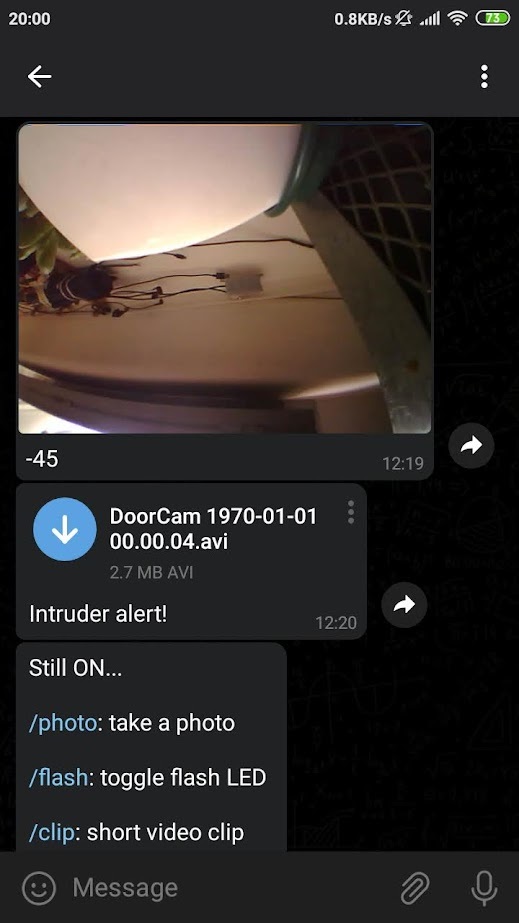 20:00 0.8KB/s 73
-45
12:19
DoorCam 1970-01-01
00.00.04.avi
2.7 MB AVI
Intruder alert!
12:20
Still ON...
/photo: take a photo
/flash: toggle flash LED
/clip: short video clip
Message